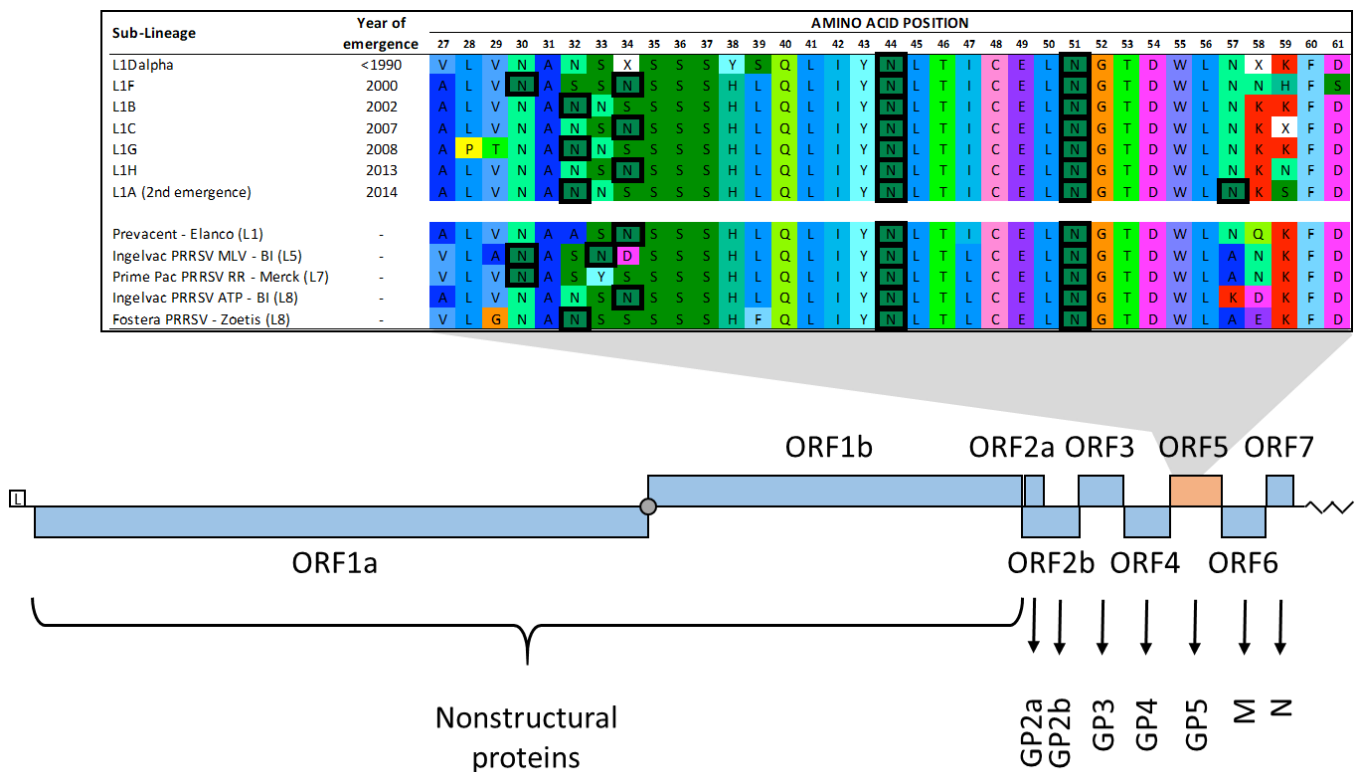 Sub-Lineage Year of emergence AMINO ACID POSITION
27 28 29 30 31 32 33 34 35 36 37 38 39 40 41 42 43 44 45 46 47 48 49 50 51 52 53 54 55 56 57 58 59 60 61
L1Dalpha <1990 V L V N A N S X S S S Y S Q L I Y N L T I C E L N G T D W L N X K F D
L1F 2000 A L V N A S S N S S S H L Q L I Y N L T I C E L N G T D W L N N H F S
L1B 2002 A L V N A N N S S S S H L Q L I Y N L T I C E L N G T D W L N K K F D
L1C 2007 A L V N A N S N S S S H L Q L I Y N L T I C E L N G T D W L N K X F D
L1G 2008 A P T N A N N S S S S H L Q L I Y N L T I C E L N G T D W L N K K F D
L1H 2013 A L V N A N S N S S S H L Q L I Y N L T I C E L N G T D W L N K N F D
L1A (2nd emergence) 2014 A L V N A N N S S S S H L Q L I Y N L T I C E L N G T D W L N K S F D
Prevacent - Elanco (L1) - A L V N A A S N S S S H L Q L I Y N L T I C E L N G T D W L N Q K F D
Ingelvac PRRSV MLV - BI (L5) - V L A N A S N D S S S H L Q L I Y N L T L C E L N G T D W L A N K F D
Prime Pac PRRSV RR - Merck (L7) - V L V N A S Y S S S S H L Q L I Y N L T L C E L N G T D W L A N K F D
Ingelvac PRRSV ATP - BI (L8) - A L V N A N S N S S S H L Q L I Y N L T L C E L N G T D W L K D K F D
Fostera PRRSV - Zoetis (L8) - V L G N A N S S S S S H F Q L I Y N L T L C E L N G T D W L A E K F D
ORF1b ORF2a ORF3 ORF5 ORF7
L
ORF1a ORF2b ORF4 ORF6
Nonstructural
proteins
GP2a
GP2b
GP3
GP4
GP5
M
N